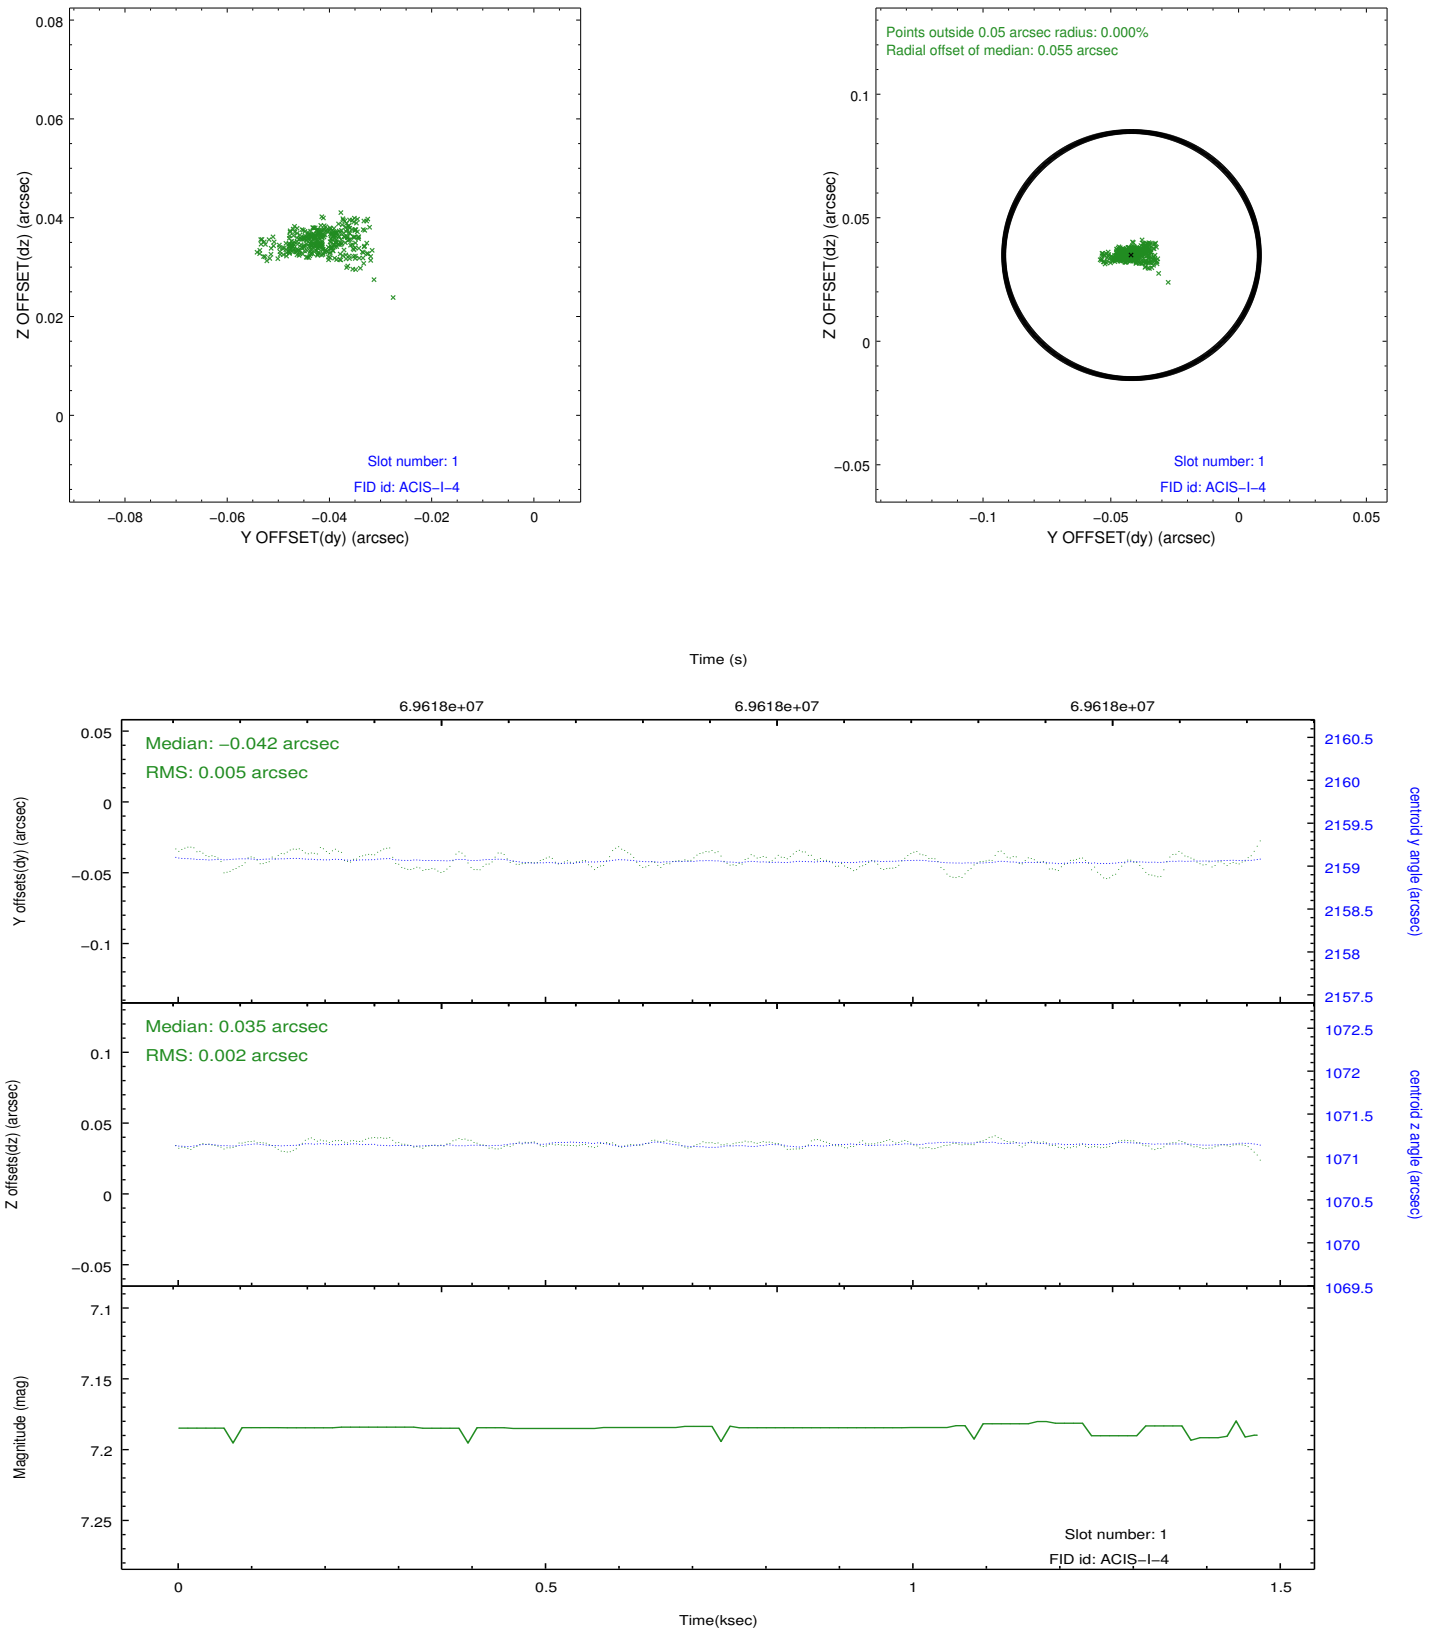 0.08
0.06
0.04
0.02
0
Z OFFSET(dz) (arcsec)
Slot number: 1
FID id: ACIS−I−4
−0.08 −0.06 −0.04 −0.02 0
Y OFFSET(dy) (arcsec)
Points outside 0.05 arcsec radius: 0.000%
Radial offset of median: 0.055 arcsec
0.1
0.05
0
−0.05
Z OFFSET(dz) (arcsec)
Slot number: 1
FID id: ACIS−I−4
−0.1 −0.05 0 0.05
Y OFFSET(dy) (arcsec)
Time (s)
6.9618e+07 6.9618e+07 6.9618e+07
Median: −0.042 arcsec
RMS: 0.005 arcsec
0.05
0
−0.05
−0.1
Y offsets(dy) (arcsec)
2160.5
2160
2159.5
2159
2158.5
2158
2157.5
centroid y angle (arcsec)
Median: 0.035 arcsec
RMS: 0.002 arcsec
0.1
0.05
0
−0.05
Z offsets(dz) (arcsec)
1072.5
1072
1071.5
1071
1070.5
1070
1069.5
centroid z angle (arcsec)
7.1
7.15
7.2
7.25
Magnitude (mag)
Slot number: 1
FID id: ACIS−I−4
0 0.5 1 1.5
Time(ksec)